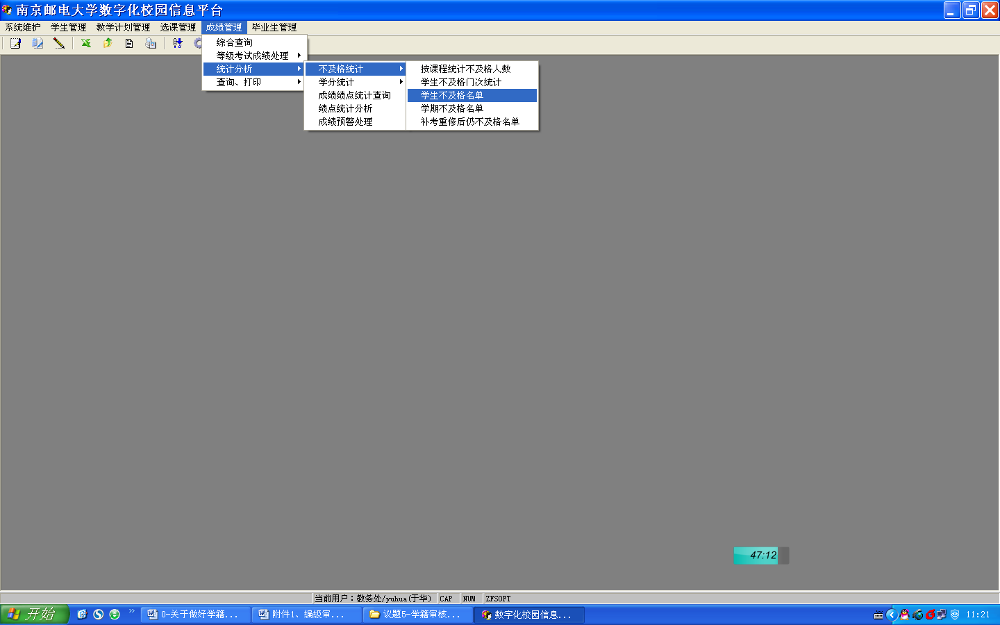 南京邮电大学数字化校园信息平台
系统维护 学生管理 教学计划管理 选课管理 成绩管理 毕业生管理
综合查询
等级考试成绩处理
统计分析
查询、打印
不及格统计
学分统计
成绩绩点统计查询
绩点统计分析
成绩预警处理
按课程统计不及格人数
学生不及格门次统计
学生不及格名单
学期不及格名单
补考重修后仍不及格名单
47:12
当前用户：教务处/yuhua(于华) CAP NUM ZFSOFT
开始 0-关于做好学籍... 附件1、编级审... 议题5-学籍审核... 数字化校园信息... 11:21